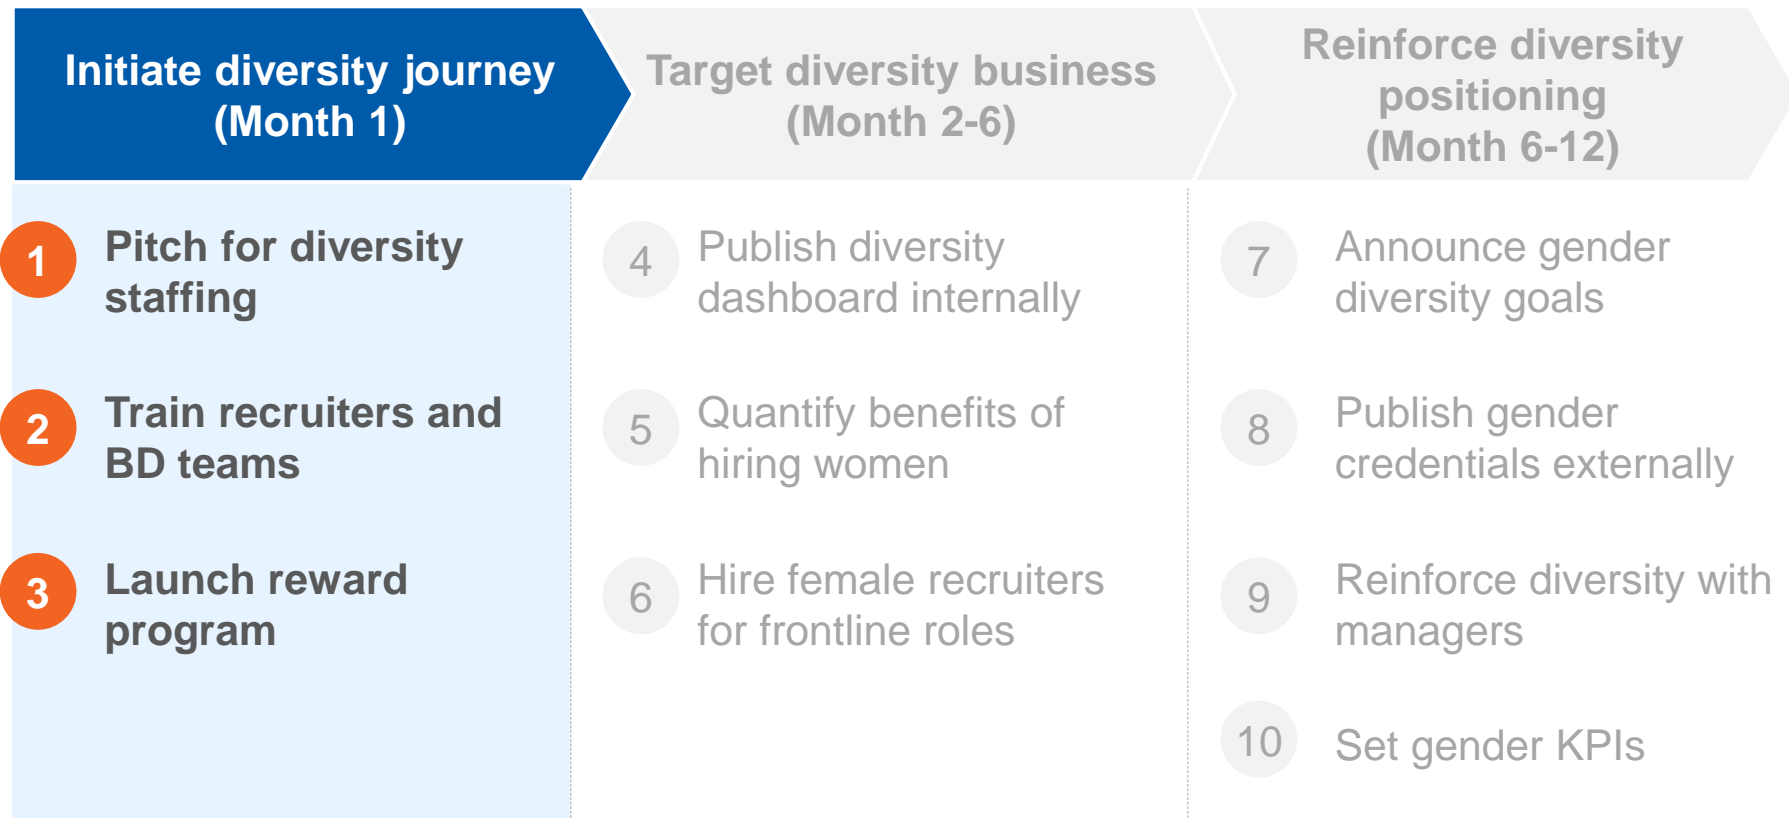 Initiate diversity journey
(Month 1)
Target diversity business
(Month 2-6)
Reinforce diversity
positioning
(Month 6-12)
1
Pitch for diversity
staffing
2
Train recruiters and
BD teams
3
Launch reward
program
4
Publish diversity
dashboard internally
5
Quantify benefits of
hiring women
6
Hire female recruiters
for frontline roles
7
Announce gender
diversity goals
8
Publish gender
credentials externally
9
Reinforce diversity with
managers
10
Set gender KPIs